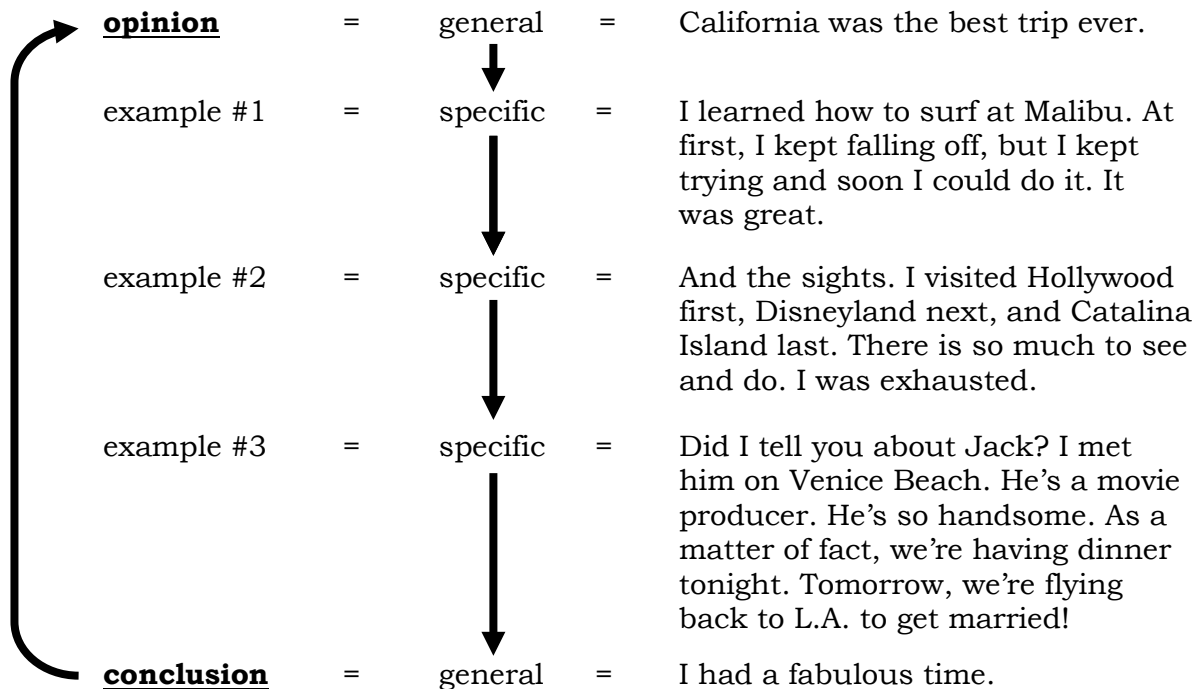 opinion = general = California was the best trip ever.
example #1 = specific = I learned how to surf at Malibu. At
first, I kept falling off, but I kept
trying and soon I could do it. It
was great.
example #2 = specific = And the sights. I visited Hollywood
first, Disneyland next, and Catalina
Island last. There is so much to see
and do. I was exhausted.
example #3 = specific = Did I tell you about Jack? I met
him on Venice Beach. He’s a movie
producer. He’s so handsome. As a
matter of fact, we’re having dinner
tonight. Tomorrow, we’re flying
back to L.A. to get married!
conclusion = general = I had a fabulous time.